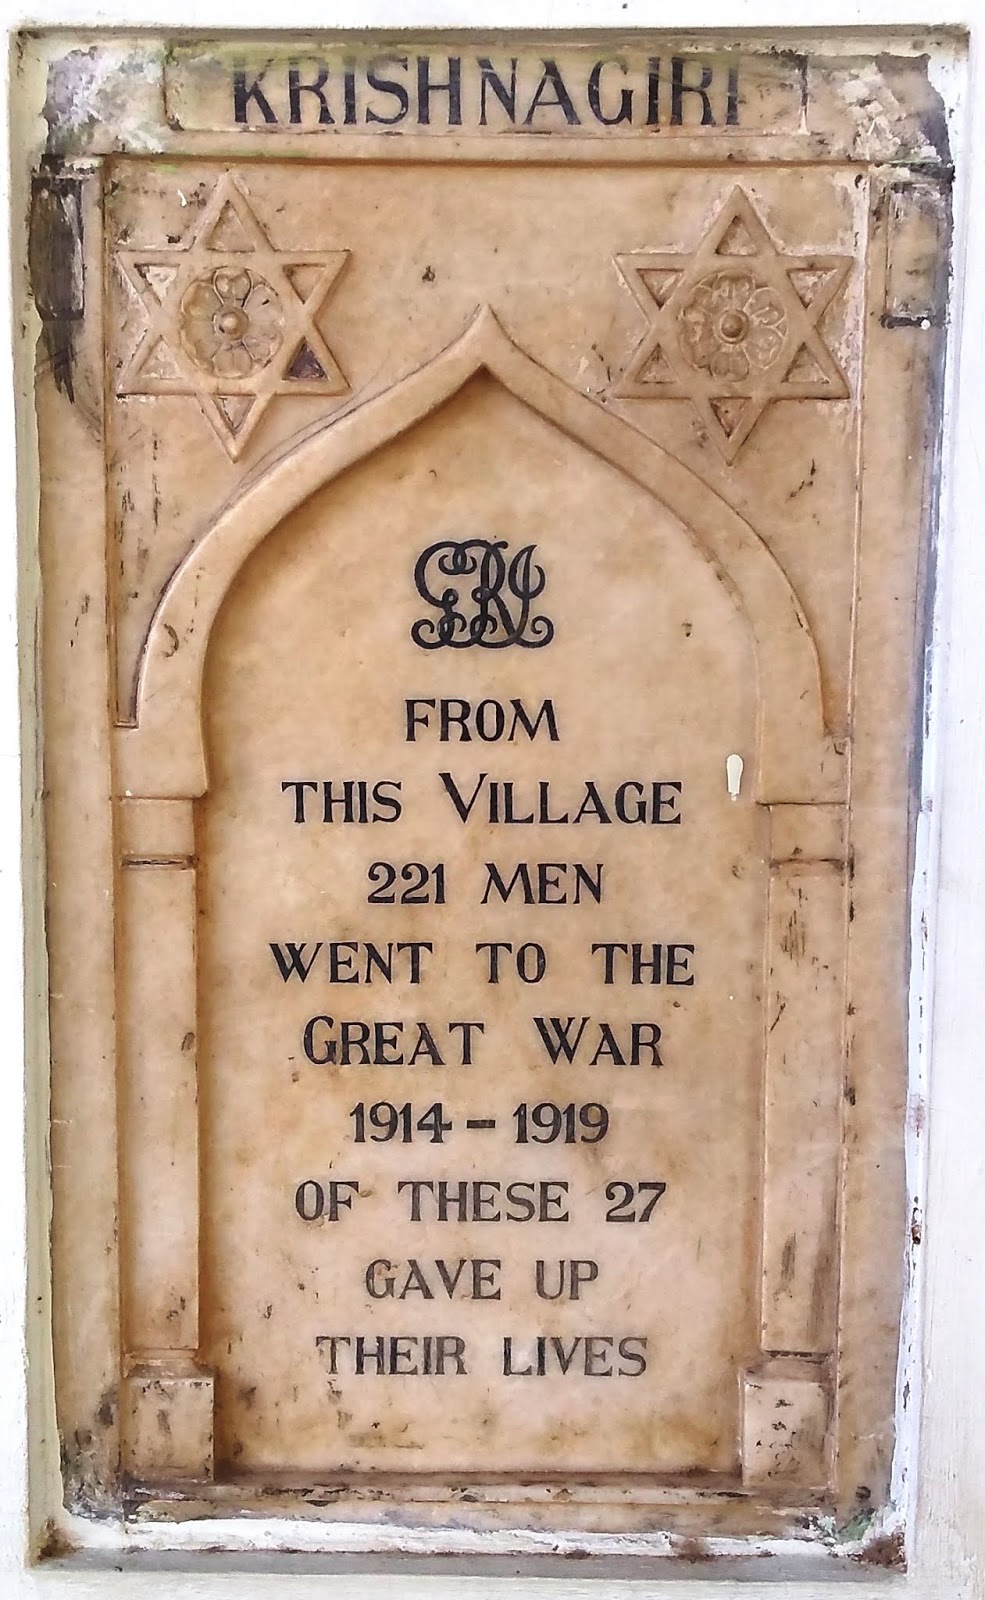 KRISHNAGIRI
GRI
FROM
THIS VILLAGE
221 MEN
WENT TO THE
GREAT WAR
1914 - 1919
OF THESE 27
GAVE UP
THEIR LIVES